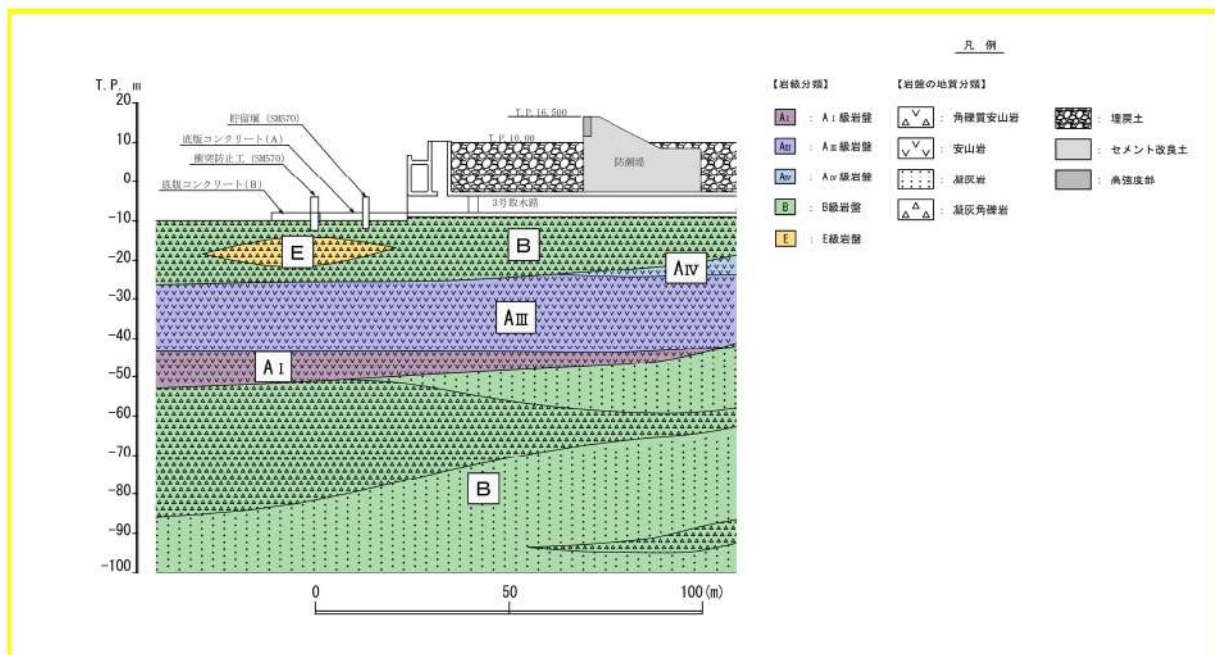 凡 例
T.P. m
【岩級分類】
【岩盤の地質分類】
20
10
0
-10
-20
-30
-40
-50
-60
-70
-80
-90
-100
貯留堰 (SM570)
底版コンクリート(A)
衝突防止工 (SM570)
底版コンクリート(B)
T.P.16.500
T.P.10.00
防潮堤
3号取水路
E
B
AⅣ
AⅢ
AⅠ
B
AⅠ : AⅠ級岩盤
AⅢ : AⅢ級岩盤
AⅣ : AⅣ級岩盤
B : B級岩盤
E : E級岩盤
: 角礫質安山岩
: 安山岩
: 凝灰岩
: 凝灰角礫岩
: 埋戻土
: セメント改良土
: 高強度部
0 50 100(m)